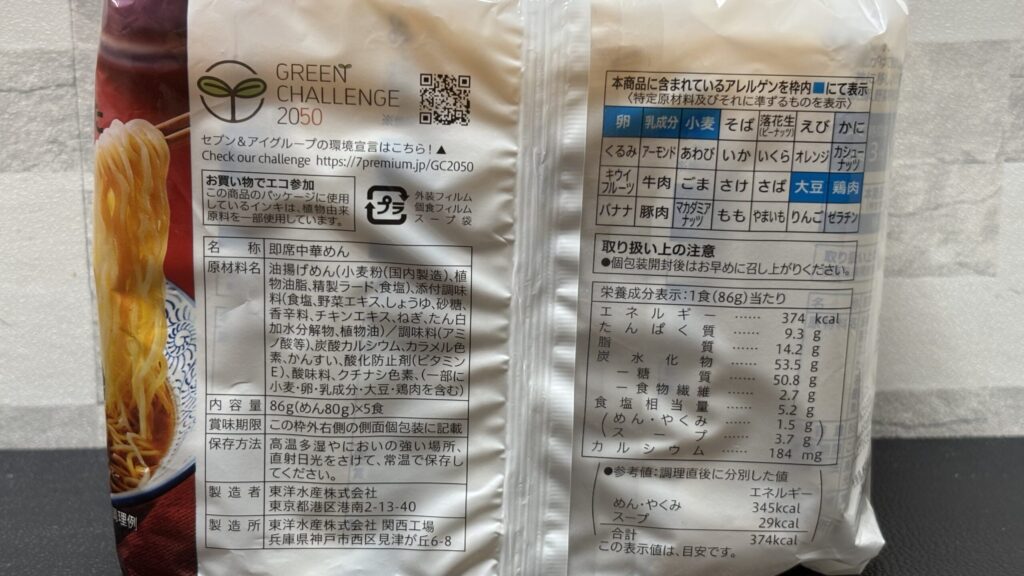 GREEN
CHALLENGE
2050
セブン&アイグループの環境宣言はこちら!▲
Check our challenge https://7premium.jp/GC2050
お買い物でエコ参加
この商品のパッケージに使用
しているインキは、植物由来
原料を一部使用しています。
プラ
外装フィルム
個食フィルム
スープ袋
名称 即席中華めん
原材料名 油揚げめん(小麦粉(国内製造)、植
物油脂、精製ラード、食塩)、添付調味
料(食塩、野菜エキス、しょうゆ、砂糖、
香辛料、チキンエキス、ねぎ、たん白
加水分解物、植物油)/調味料(アミ
ノ酸等)、炭酸カルシウム、カラメル色
素、かんすい、酸化防止剤(ビタミン
E)、酸味料、クチナシ色素、(一部に
小麦・卵・乳成分・大豆・鶏肉を含む)
内容量 86g(めん80g)×5食
賞味期限 この枠外右側の側面個包装に記載
保存方法 高温多湿やにおいの強い場所、
直射日光をさけて、常温で保存し
てください。
製造者 東洋水産株式会社
東京都港区港南2-13-40
製造所 東洋水産株式会社 関西工場
兵庫県神戸市西区見津が丘6-8
理例
本商品に含まれているアレルゲンを枠内■にて表示
〈特定原材料及びそれに準ずるものを表示〉
卵 乳成分 小麦 そば 落花生(ピーナッツ) えび かに
くるみ アーモンド あわび いか いくら オレンジ カシューナッツ
キウイフルーツ 牛肉 ごま さけ さば 大豆 鶏肉
バナナ 豚肉 マカダミアナッツ もも やまいも りんご ゼラチン
取り扱い上の注意
●個包装開封後はお早めに召し上がりください。
栄養成分表示:1食(86g)当たり
エネルギー …… 374 kcal
たんぱく質 …… 9.3 g
脂質 …… 14.2 g
炭水化物 …… 53.5 g
ー糖質 …… 50.8 g
ー食物繊維 …… 2.7 g
食塩相当量 …… 5.2 g
(めん・やくみ …… 1.5 g)
(スープ …… 3.7 g)
カルシウム …… 184 mg
●参考値:調理直後に分別した値
エネルギー
めん・やくみ 345kcal
スープ 29kcal
合計 374kcal
この表示値は、目安です。